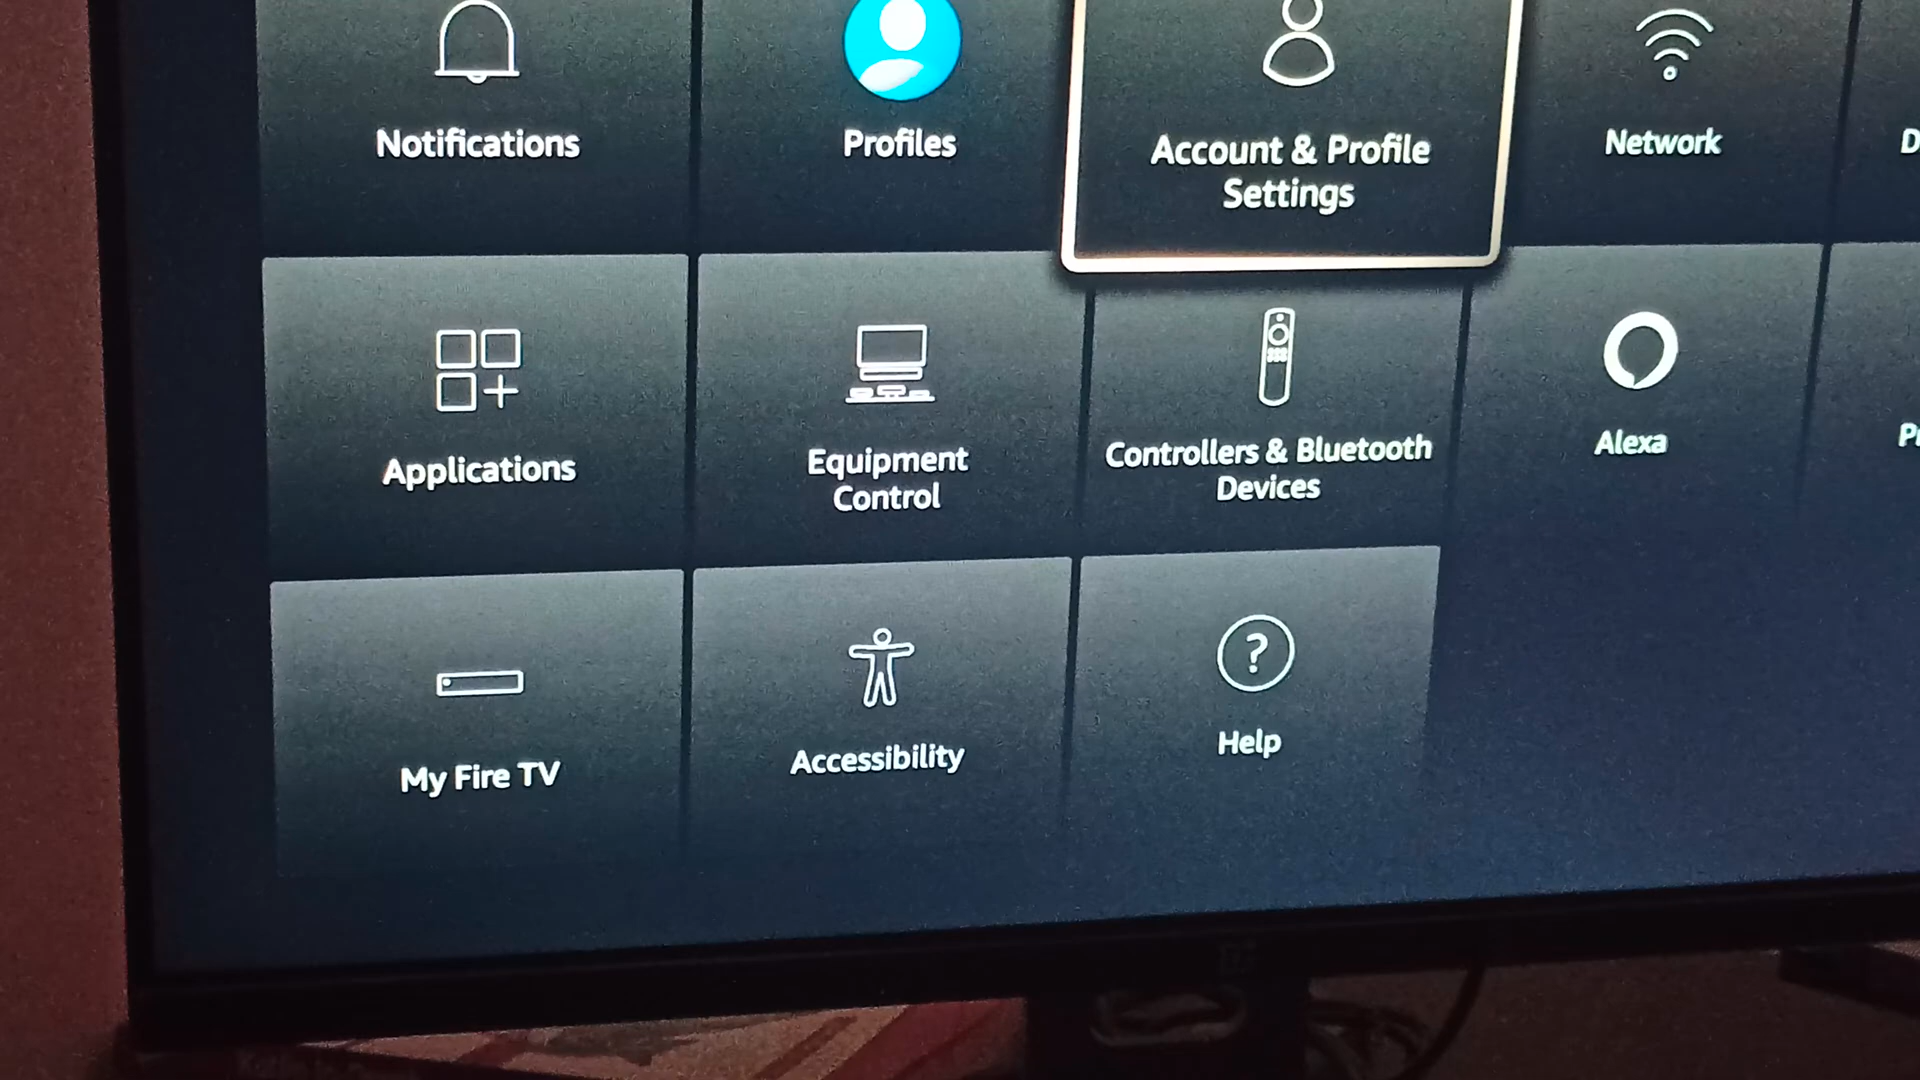 Notifications
Profiles
Account & Profile
Settings
Network
D
Applications
Equipment
Control
Controllers & Bluetooth
Devices
Alexa
P
My Fire TV
Accessibility
?
Help